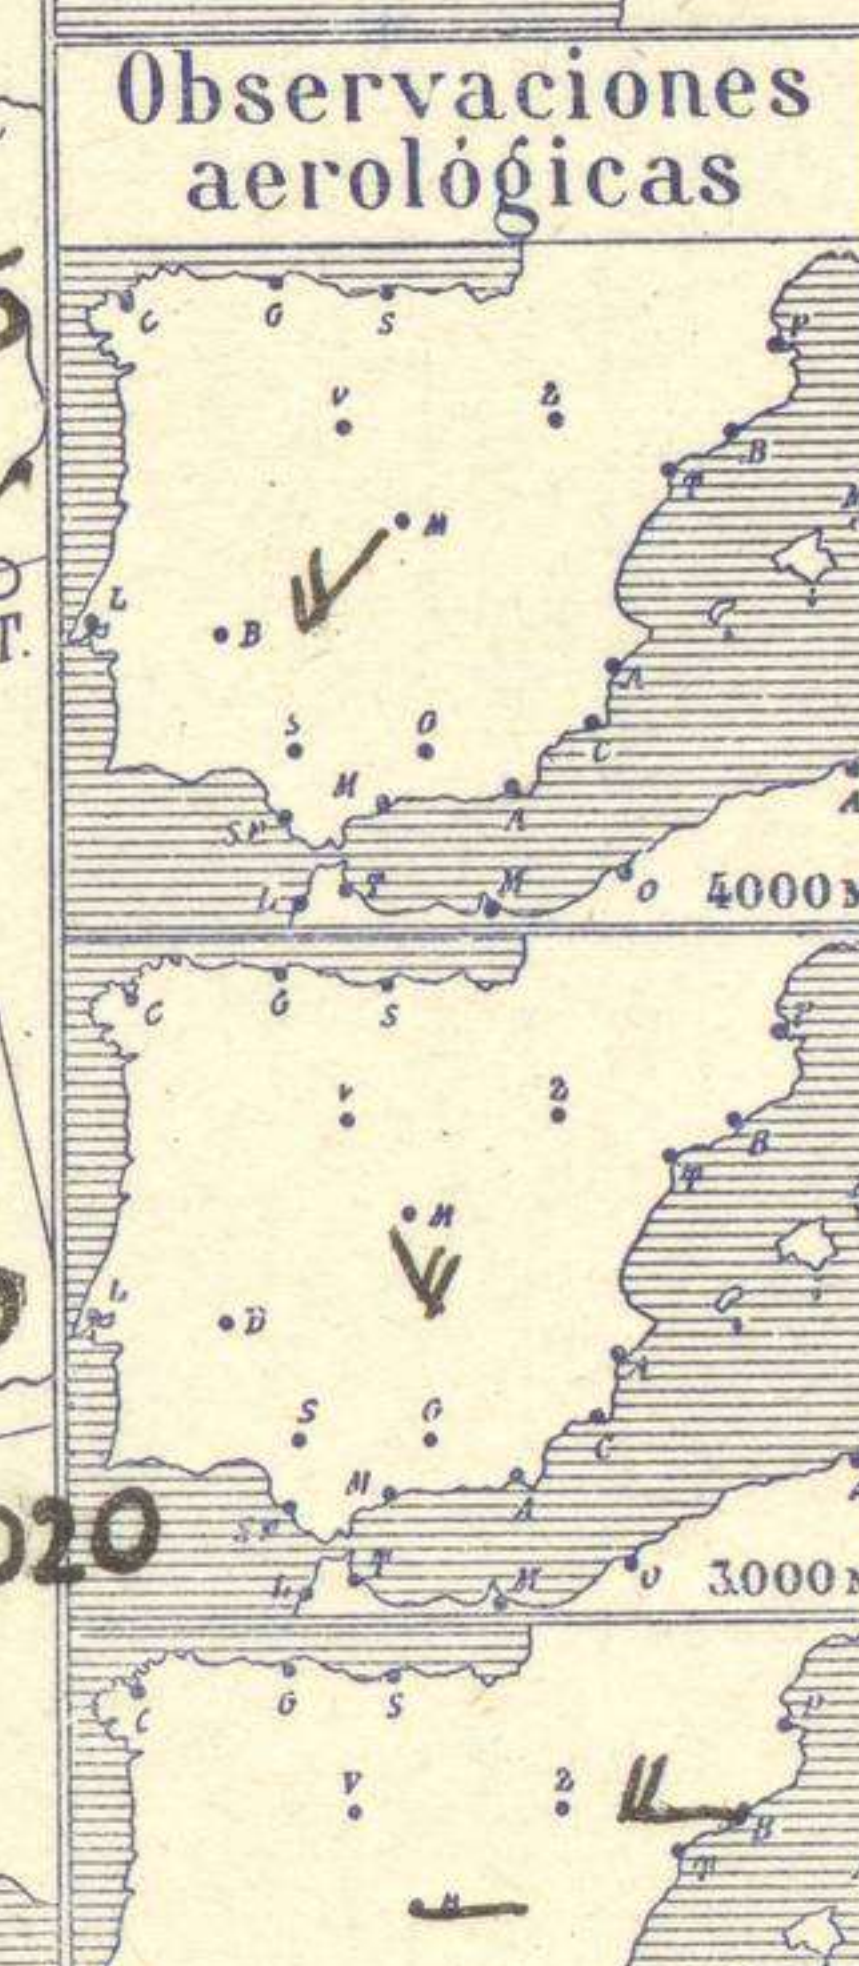 Observaciones
aerológicas
C G S P
V Z
B
T
M
L
B
A
S O
C
M
A
S.F.
L T M O A
4000
C G S P
V Z
B
T
M
L
S G
C
M
A
020
T
L M O
3000
C G S P
V Z
B
T